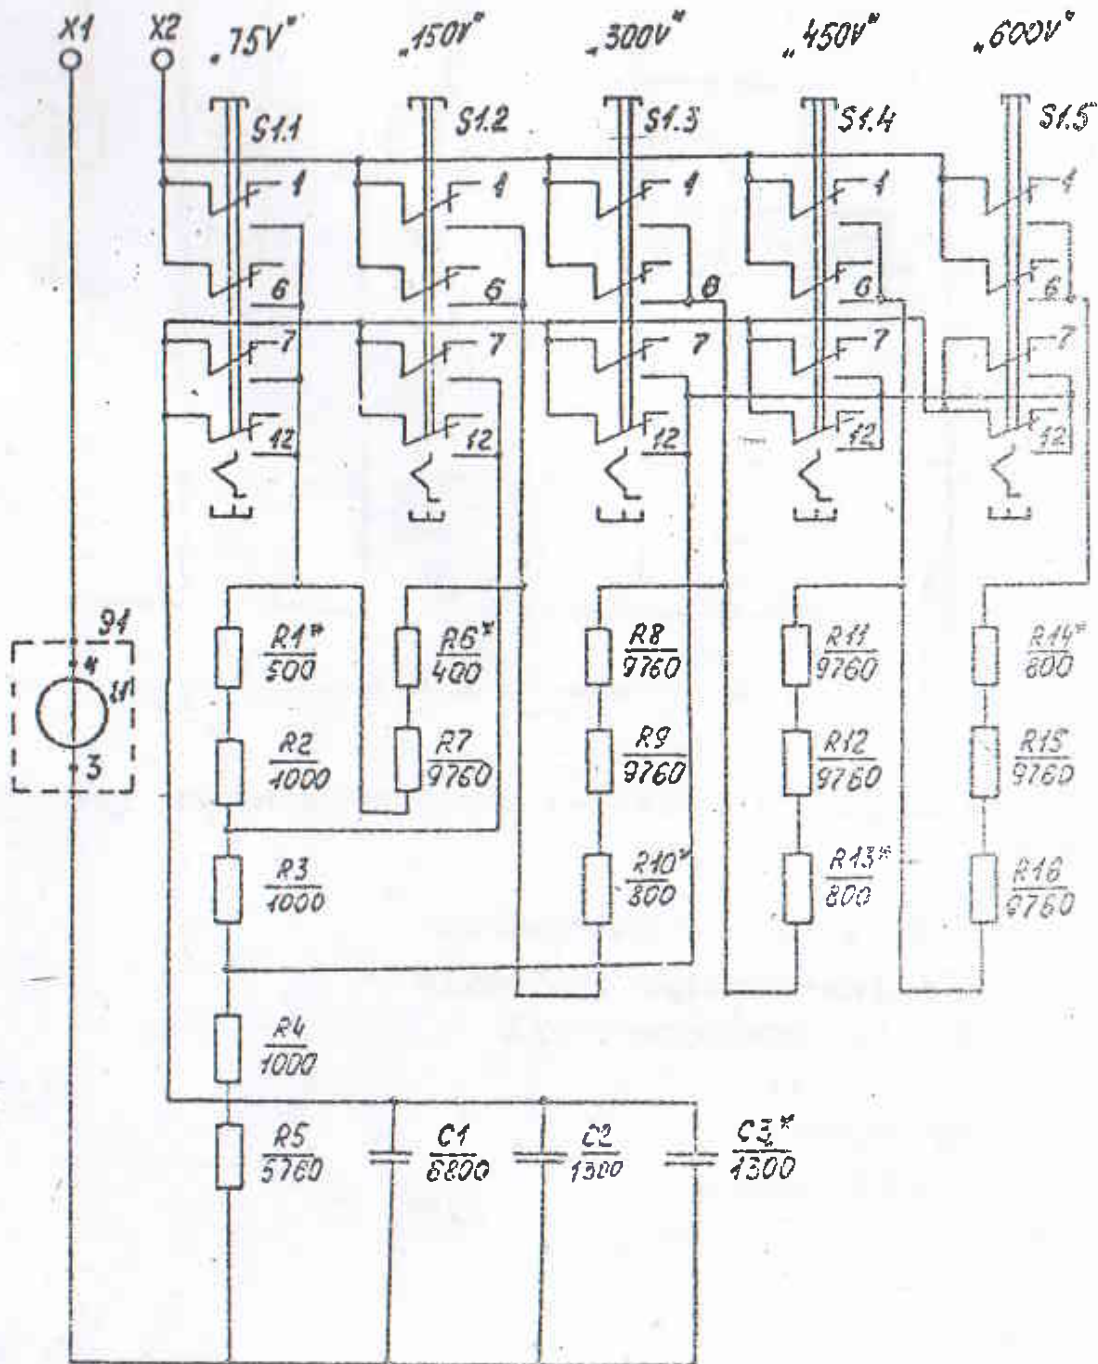 X1 X2 „75V" „150V" „300V" „450V" „600V"
S1.1 S1.2 S1.3 S1.4 S1.5
1 1 1 1 1
6 6 6 6 6
7 7 7 7
12 12 12 12 12
Э1
4
3
R1* 500
R6* 400
R8 9760
R11 9760
R14* 800
R2 1000
R7 9760
R9 9760
R12 9760
R15 9760
R3 1000
R10* 800
R13* 800
R16 9760
R4 1000
R5 5760
C1 6800
C2 1300
C3* 1300